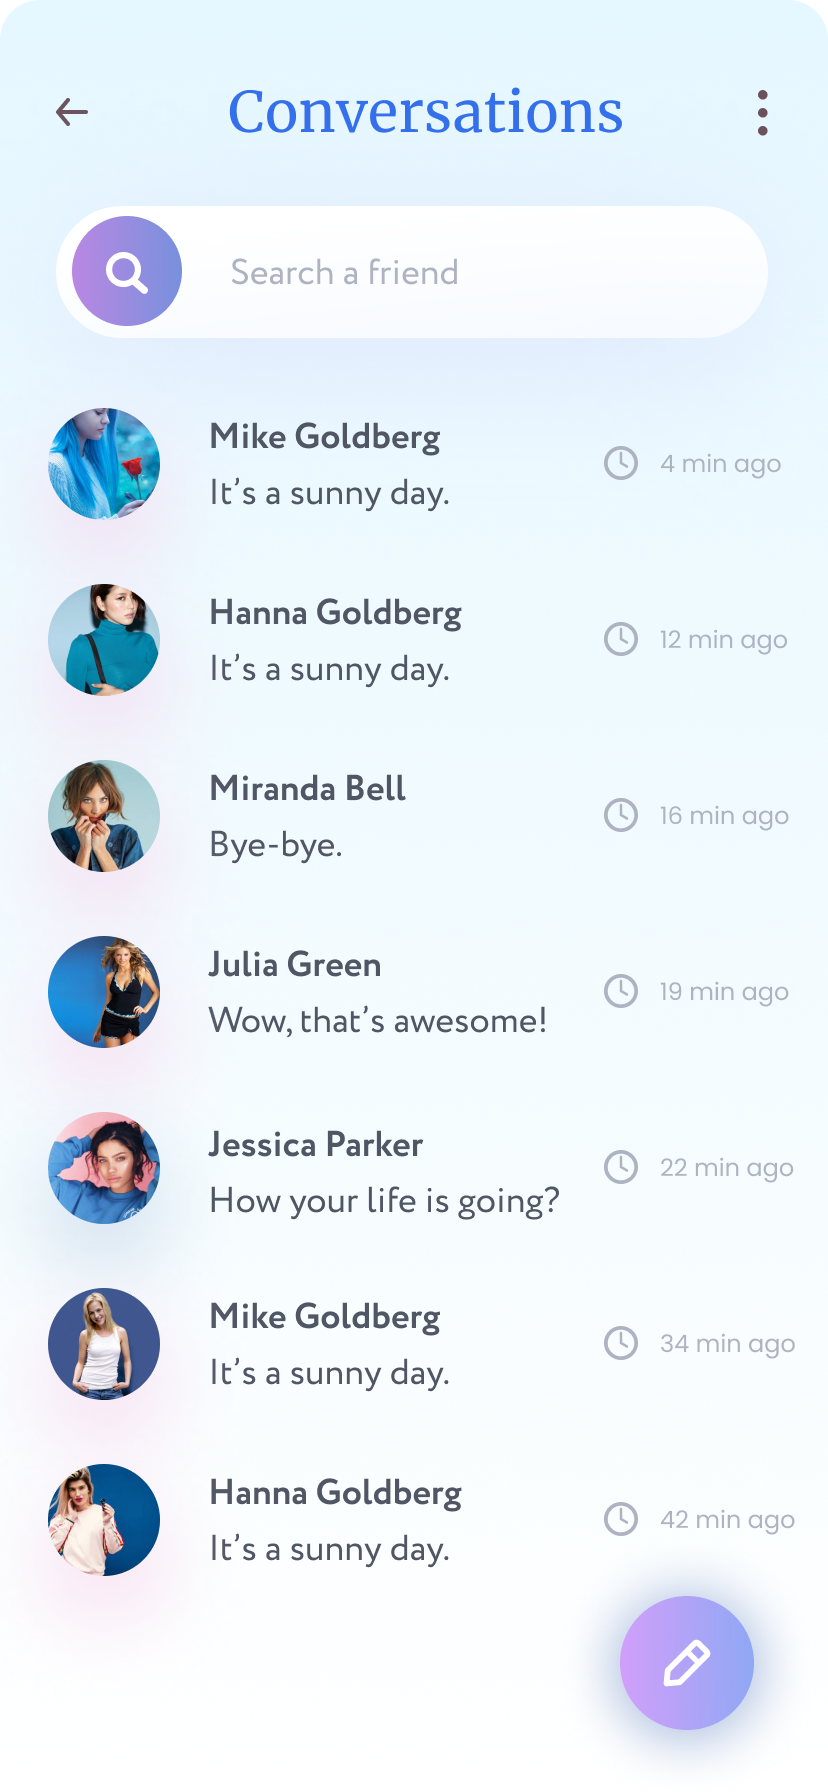 Conversations
Search a friend
Mike Goldberg
It’s a sunny day.
4 min ago
Hanna Goldberg
It’s a sunny day.
12 min ago
Miranda Bell
Bye-bye.
16 min ago
Julia Green
Wow, that’s awesome!
19 min ago
Jessica Parker
How your life is going?
22 min ago
Mike Goldberg
It’s a sunny day.
34 min ago
Hanna Goldberg
It’s a sunny day.
42 min ago